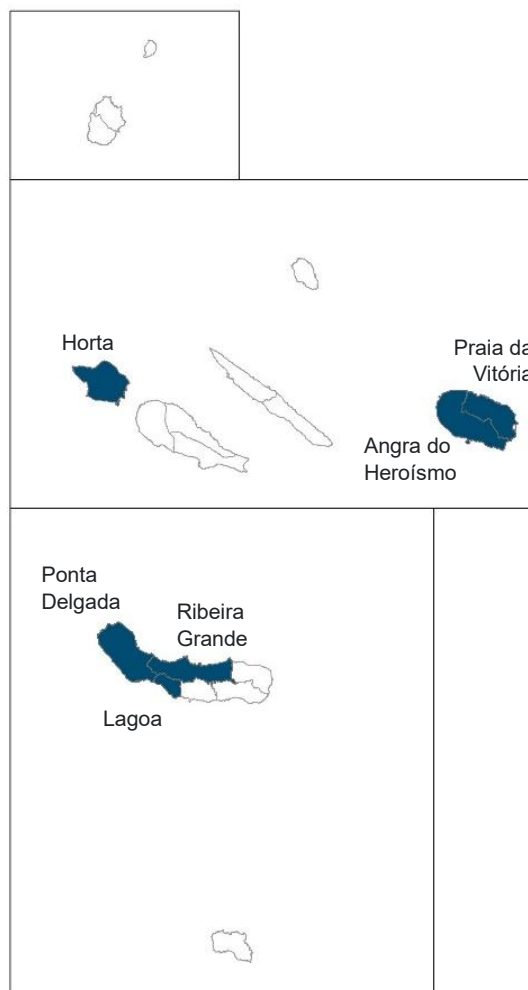 Horta
Praia da
Vitória
Angra do
Heroísmo
Ponta
Delgada
Ribeira
Grande
Lagoa